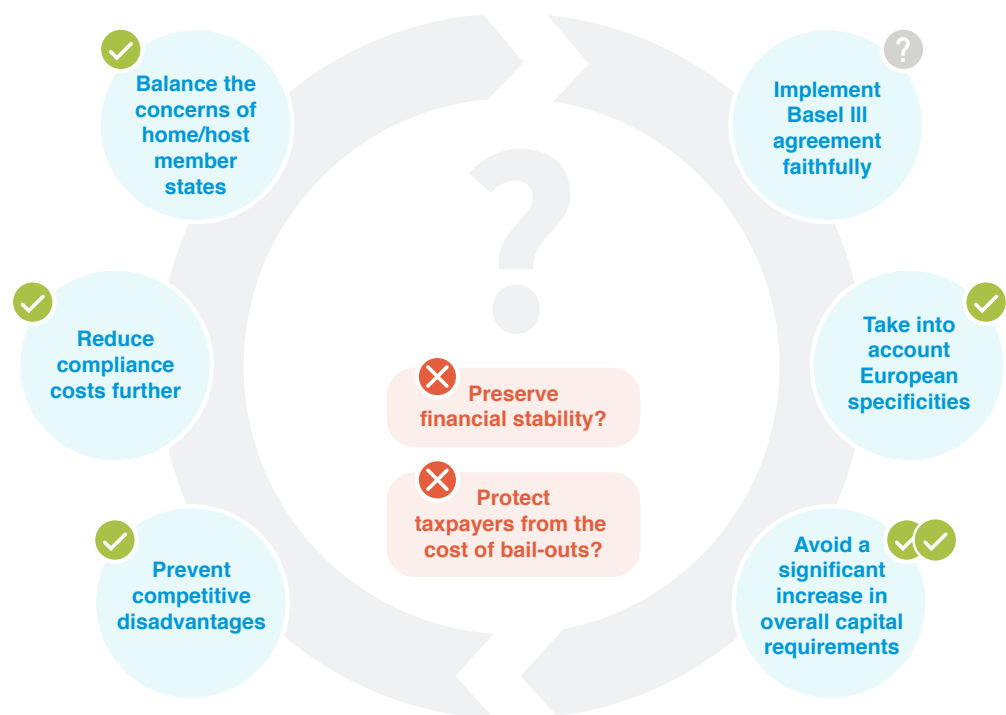 Balance the
concerns of
home/host
member
states
Implement
Basel III
agreement
faithfully
?
?
Reduce
compliance
costs further
Take into
account
European
specificities
Preserve
financial stability?
Protect
taxpayers from the
cost of bail-outs?
Prevent
competitive
disadvantages
Avoid a
significant
increase in
overall capital
requirements